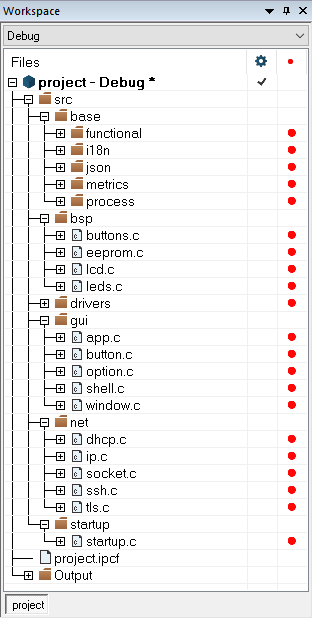 Workspace
Debug
Files
project - Debug *
src
base
functional
i18n
json
metrics
process
bsp
buttons.c
eeprom.c
lcd.c
leds.c
drivers
gui
app.c
button.c
option.c
shell.c
window.c
net
dhcp.c
ip.c
socket.c
ssh.c
tls.c
startup
startup.c
project.ipcf
Output
project